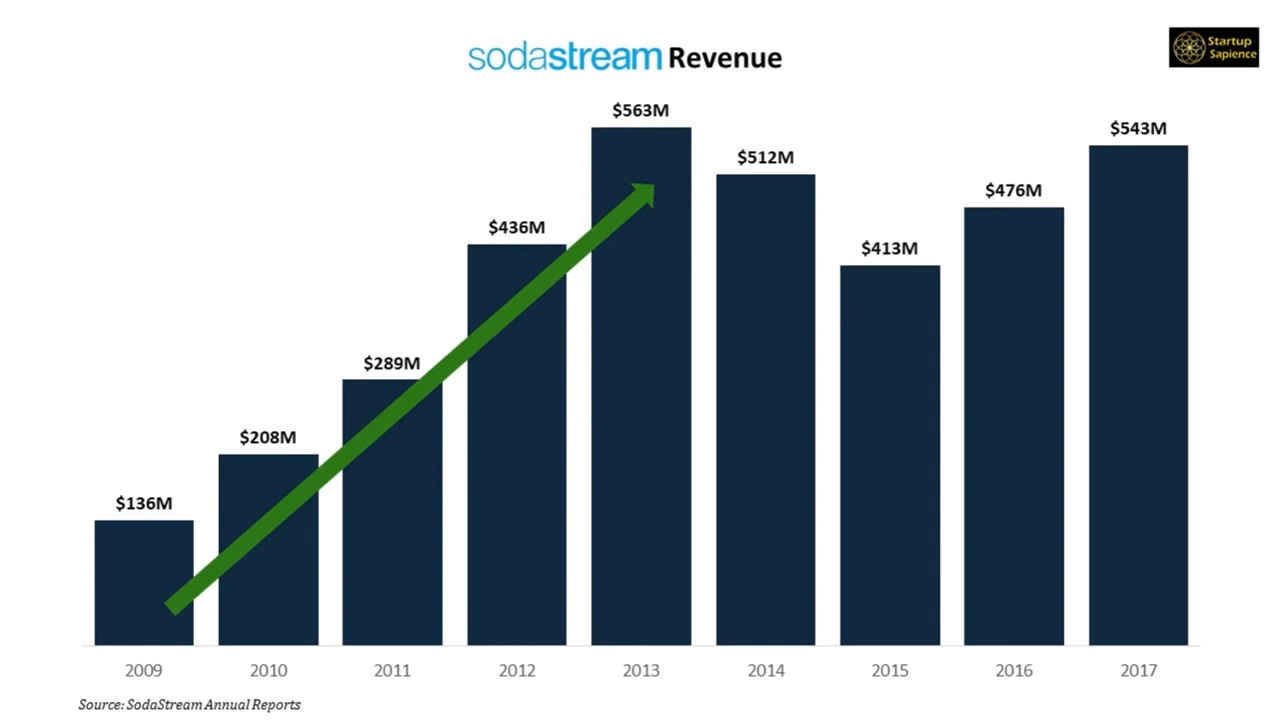 sodastream Revenue
Startup
Sapience
$563M
$543M
$512M
$476M
$436M
$413M
$289M
$208M
$136M
2009 2010 2011 2012 2013 2014 2015 2016 2017
Source: SodaStream Annual Reports